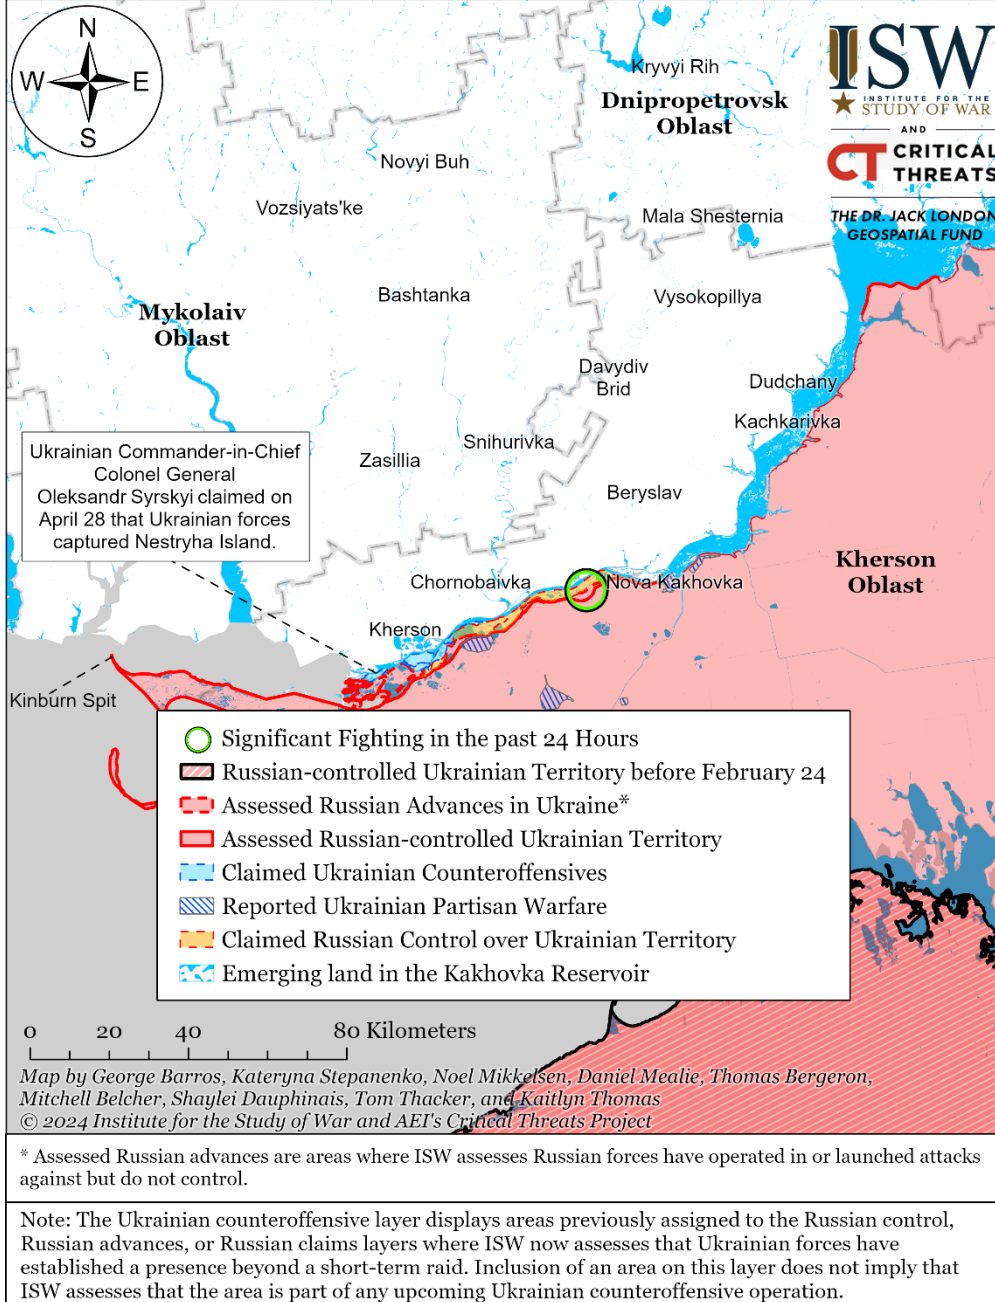 N
W E
S
ISW
INSTITUTE FOR THE
STUDY OF WAR
AND
CT CRITICAL
THREATS
THE DR. JACK LONDON
GEOSPATIAL FUND
Kryvyi Rih
Dnipropetrovsk
Oblast
Novyi Buh
Vozsiyats'ke
Mala Shesternia
Bashtanka
Vysokopillya
Mykolaiv
Oblast
Davydiv
Brid
Dudchany
Kachkarivka
Snihurivka
Zasillia
Beryslav
Ukrainian Commander-in-Chief
Colonel General
Oleksandr Syrskyi claimed on
April 28 that Ukrainian forces
captured Nestryha Island.
Kherson
Oblast
Chornobaivka
Nova Kakhovka
Kherson
Kinburn Spit
Significant Fighting in the past 24 Hours
Russian-controlled Ukrainian Territory before February 24
Assessed Russian Advances in Ukraine*
Assessed Russian-controlled Ukrainian Territory
Claimed Ukrainian Counteroffensives
Reported Ukrainian Partisan Warfare
Claimed Russian Control over Ukrainian Territory
Emerging land in the Kakhovka Reservoir
0 20 40 80 Kilometers
Map by George Barros, Kateryna Stepanenko, Noel Mikkelsen, Daniel Mealie, Thomas Bergeron,
Mitchell Belcher, Shaylei Dauphinais, Tom Thacker, and Kaitlyn Thomas
© 2024 Institute for the Study of War and AEI's Critical Threats Project
* Assessed Russian advances are areas where ISW assesses Russian forces have operated in or launched attacks
against but do not control.
Note: The Ukrainian counteroffensive layer displays areas previously assigned to the Russian control,
Russian advances, or Russian claims layers where ISW now assesses that Ukrainian forces have
established a presence beyond a short-term raid. Inclusion of an area on this layer does not imply that
ISW assesses that the area is part of any upcoming Ukrainian counteroffensive operation.